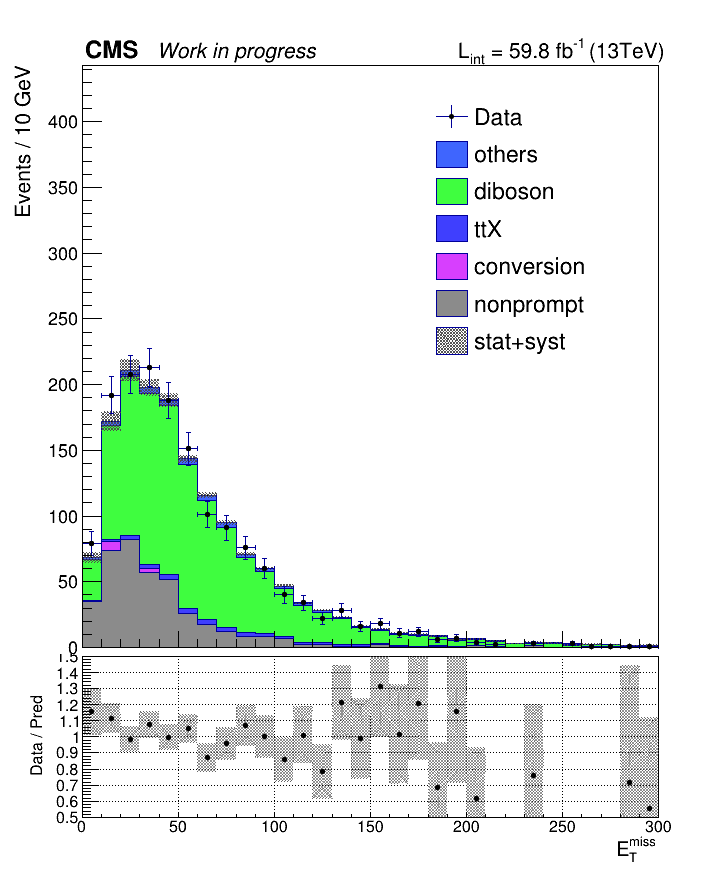 CMS Work in progress L_int = 59.8 fb⁻¹ (13TeV)
Events / 10 GeV
400
350
300
250
200
150
100
50
0
Data
others
diboson
ttX
conversion
nonprompt
stat+syst
Data / Pred
1.5
1.4
1.3
1.2
1.1
1
0.9
0.8
0.7
0.6
0.5
0 50 100 150 200 250 300
E_T^miss